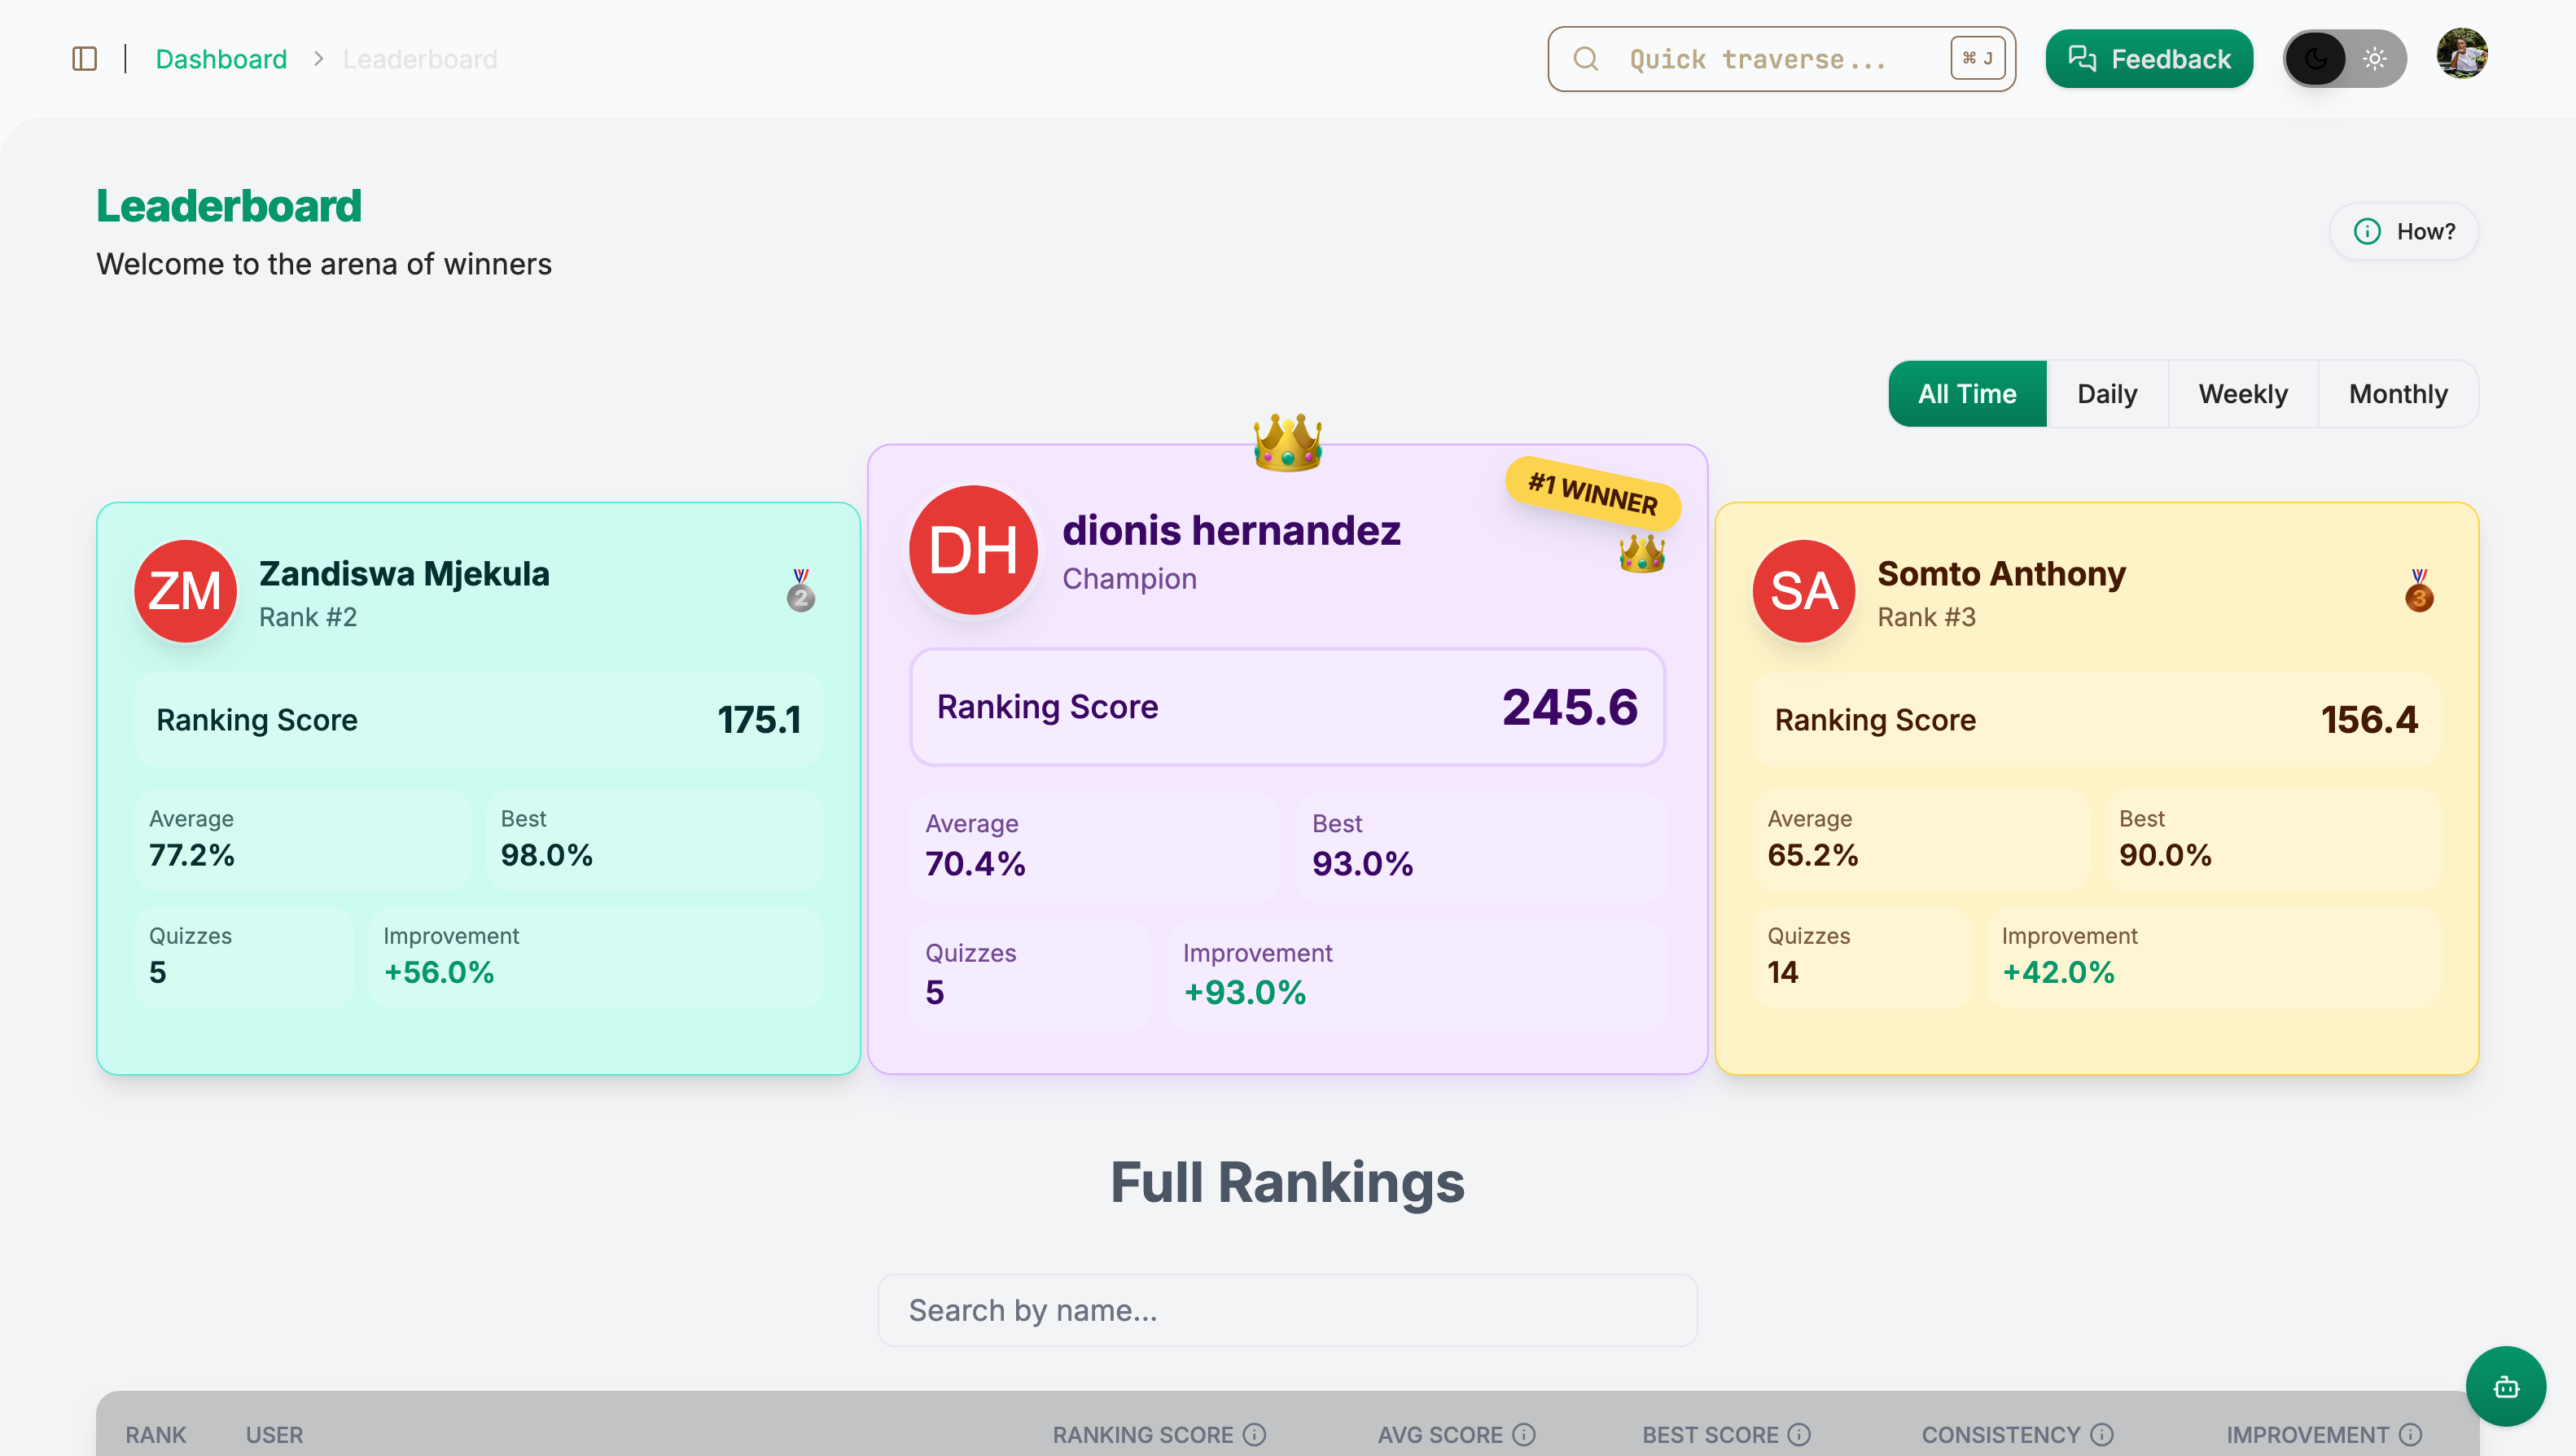 Dashboard > Leaderboard
Quick traverse...
⌘ J
Feedback
Leaderboard
Welcome to the arena of winners
How?
All Time
Daily
Weekly
Monthly
ZM
Zandiswa Mjekula
Rank #2
2
Ranking Score
175.1
Average
77.2%
Best
98.0%
Quizzes
5
Improvement
+56.0%
#1 WINNER
DH
dionis hernandez
Champion
Ranking Score
245.6
Average
70.4%
Best
93.0%
Quizzes
5
Improvement
+93.0%
SA
Somto Anthony
Rank #3
3
Ranking Score
156.4
Average
65.2%
Best
90.0%
Quizzes
14
Improvement
+42.0%
Full Rankings
Search by name...
RANK
USER
RANKING SCORE
AVG SCORE
BEST SCORE
CONSISTENCY
IMPROVEMENT